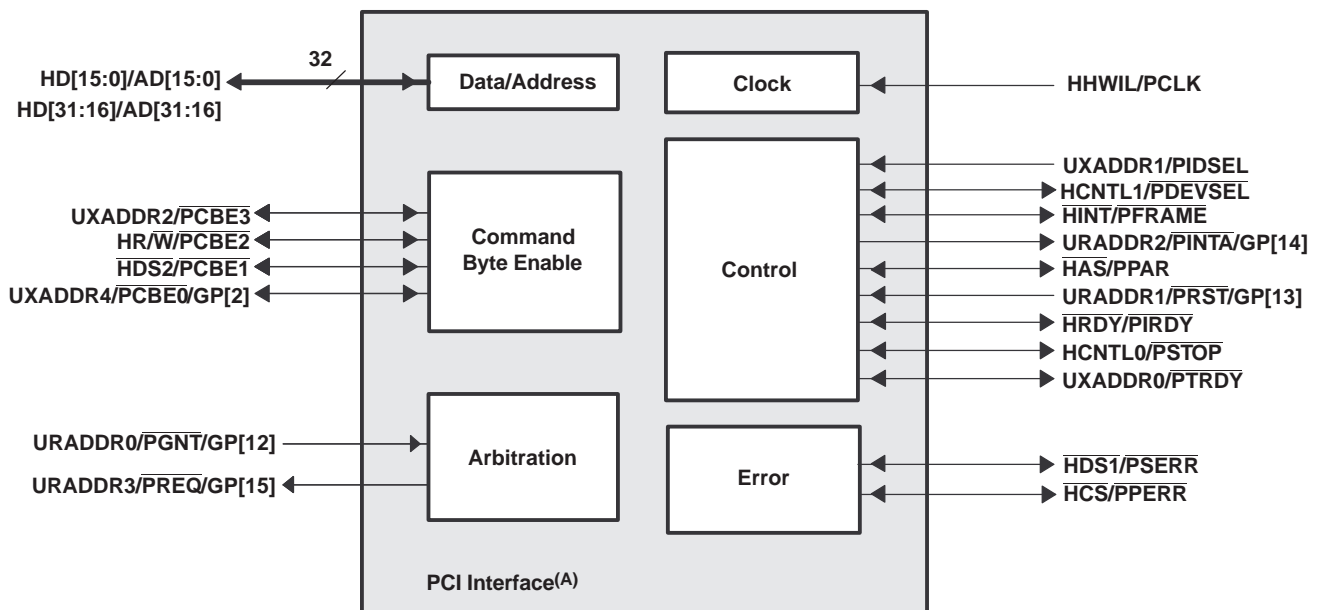 32
HD[15:0]/AD[15:0]
HD[31:16]/AD[31:16]
Data/Address
Clock
HHWIL/PCLK
UXADDR2/PCBE3
HR/W/PCBE2
HDS2/PCBE1
UXADDR4/PCBE0/GP[2]
Command
Byte Enable
Control
UXADDR1/PIDSEL
HCNTL1/PDEVSEL
HINT/PFRAME
URADDR2/PINTA/GP[14]
HAS/PPAR
URADDR1/PRST/GP[13]
HRDY/PIRDY
HCNTL0/PSTOP
UXADDR0/PTRDY
URADDR0/PGNT/GP[12]
URADDR3/PREQ/GP[15]
Arbitration
Error
HDS1/PSERR
HCS/PPERR
PCI Interface(A)